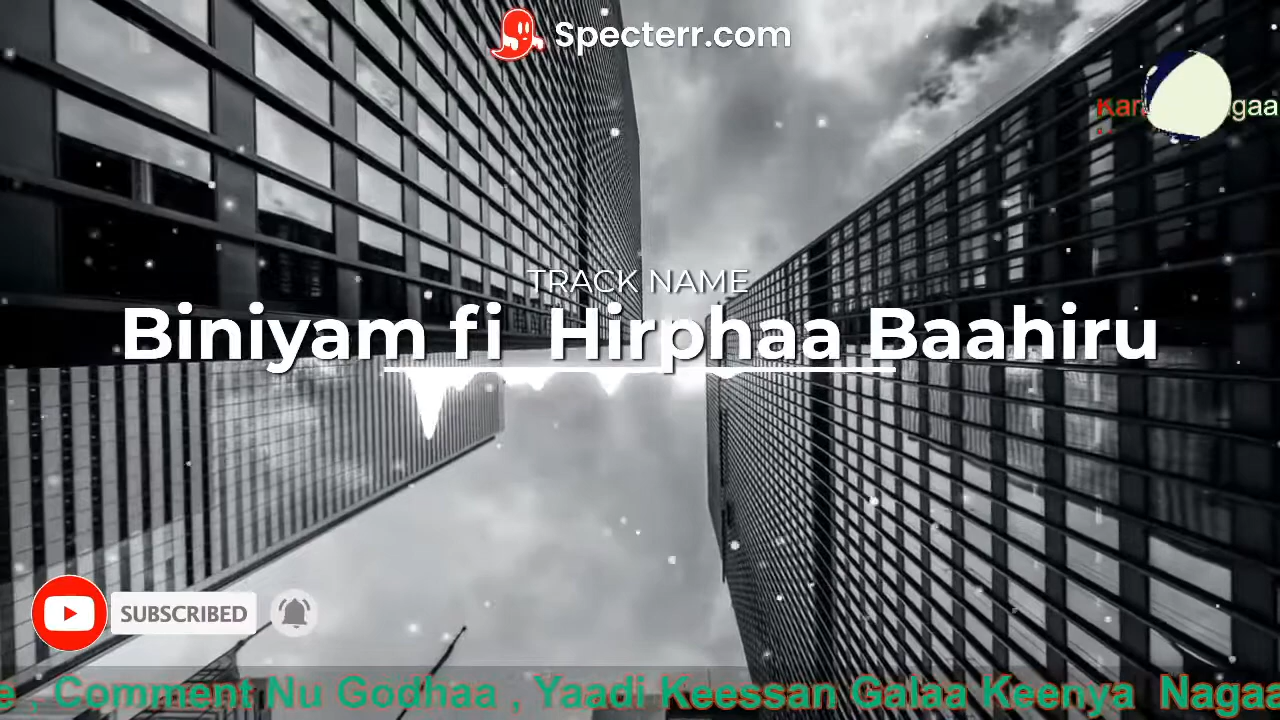 Specterr.com
TRACK NAME
Biniyam fi Hirphaa Baahiru
SUBSCRIBED
e , Comment Nu Godhaa , Yaadi Keessan Galaa Keenya Nagaa